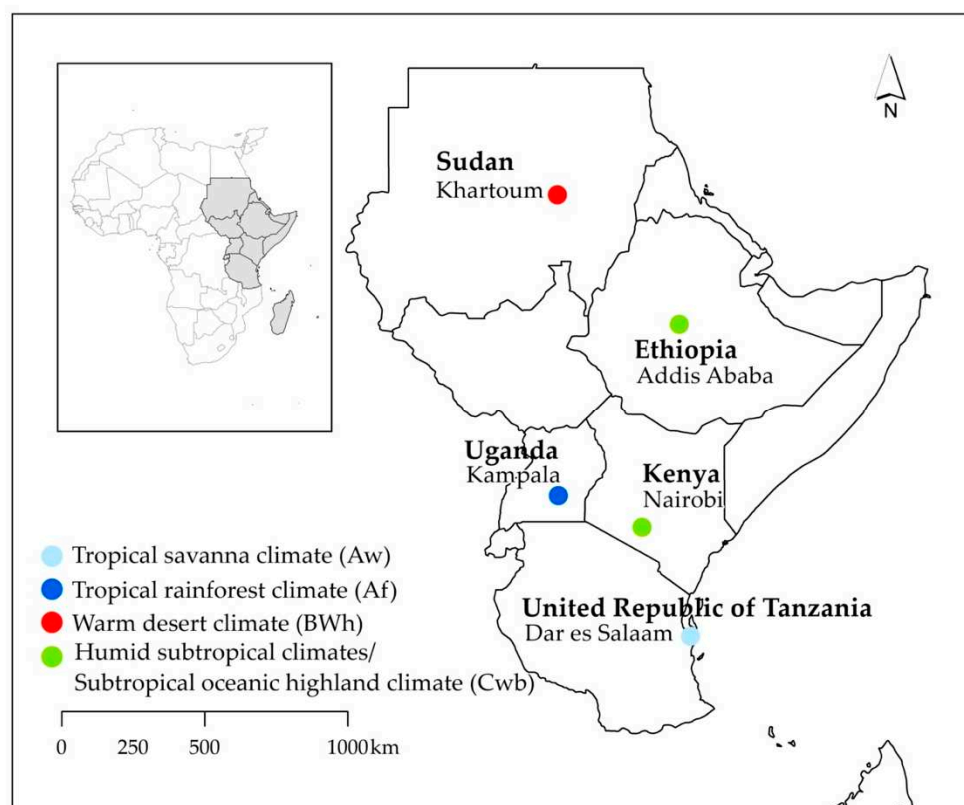 N
Sudan
Khartoum
Ethiopia
Addis Ababa
Uganda
Kampala
Kenya
Nairobi
United Republic of Tanzania
Dar es Salaam
Tropical savanna climate (Aw)
Tropical rainforest climate (Af)
Warm desert climate (BWh)
Humid subtropical climates/
Subtropical oceanic highland climate (Cwb)
0 250 500 1000 km